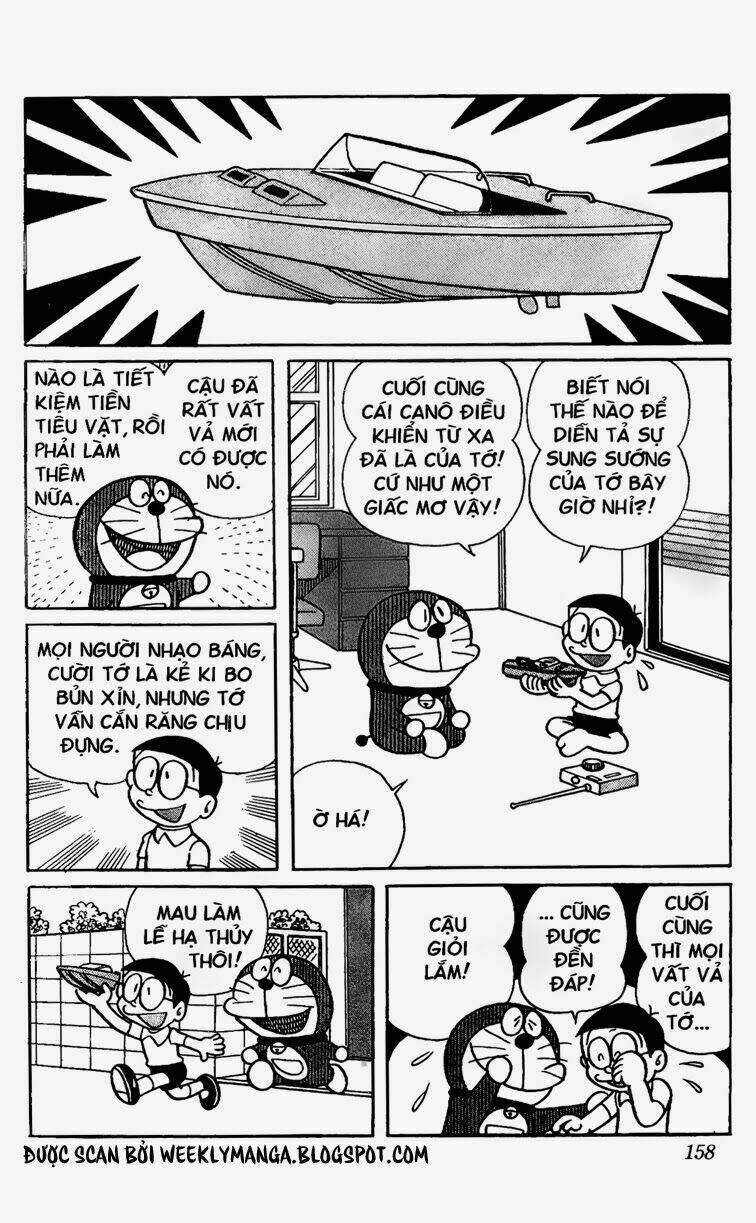 BIẾT NÓI
THẾ NÀO ĐỂ
DIỄN TẢ SỰ
SUNG SƯỚNG
CỦA TỚ BÂY
GIỜ NHỈ?!
CUỐI CÙNG
CÁI CANÔ ĐIỀU
KHIỂN TỪ XA
ĐÃ LÀ CỦA TỚ!
CỨ NHƯ MỘT
GIẤC MƠ VẬY!
Ờ HÁ!
CẬU ĐÃ
RẤT VẤT
VẢ MỚI
CÓ ĐƯỢC
NÓ.
NÀO LÀ TIẾT
KIỆM TIỀN
TIÊU VẶT, RỒI
PHẢI LÀM
THÊM
NỮA.
MỌI NGƯỜI NHẠO BÁNG,
CƯỜI TỚ LÀ KẺ KI BO
BỦN XỈN, NHƯNG TỚ
VẪN CẮN RĂNG CHỊU
ĐỰNG.
CUỐI
CÙNG
THÌ MỌI
VẤT VẢ
CỦA
TỚ...
... CŨNG
ĐƯỢC
ĐỀN
ĐÁP!
CẬU
GIỎI
LẮM!
MAU LÀM
LỄ HẠ THỦY
THÔI!
ĐƯỢC SCAN BỞI WEEKLYMANGA.BLOGSPOT.COM
158